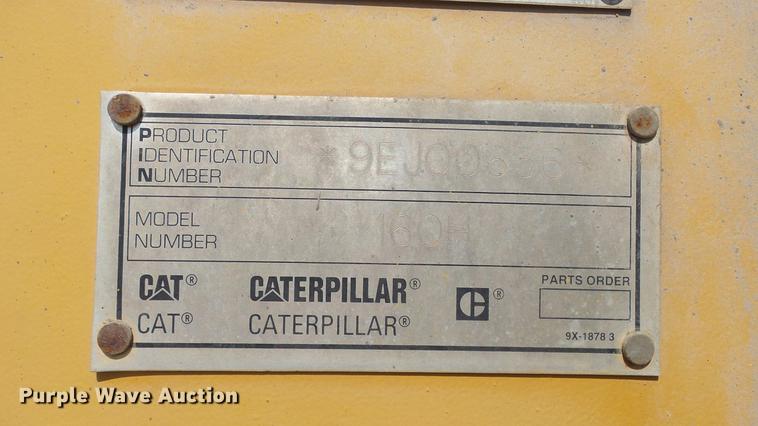 PRODUCT
IDENTIFICATION
NUMBER
MODEL
NUMBER
160H
CAT® CATERPILLAR® ®
PARTS ORDER
CAT® CATERPILLAR®
9X-1878 3
Purple Wave Auction